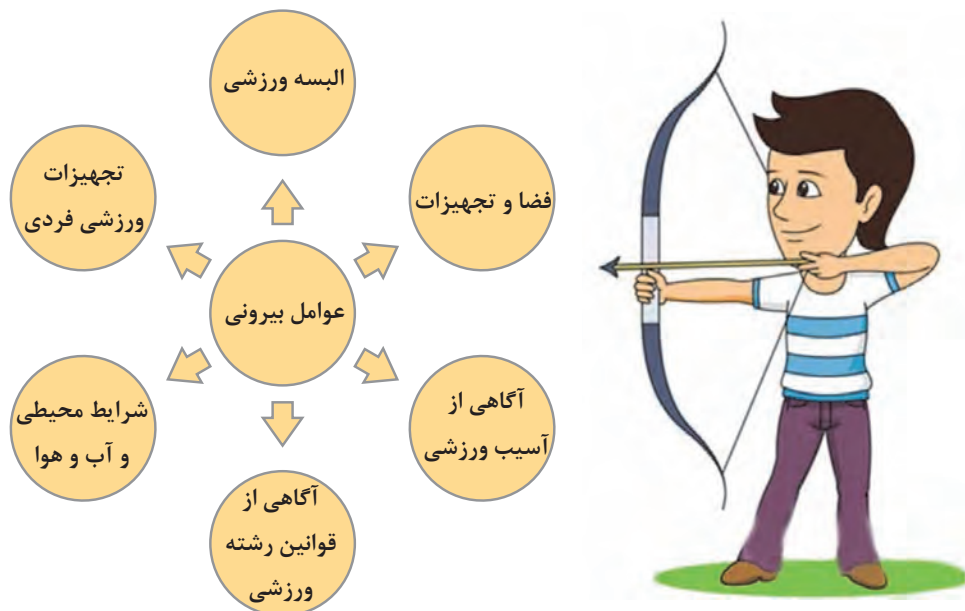 البسه ورزشی
فضا و تجهیزات
تجهیزات
ورزشی فردی
عوامل بیرونی
آگاهی از
آسیب ورزشی
شرایط محیطی
و آب و هوا
آگاهی از
قوانین رشته
ورزشی